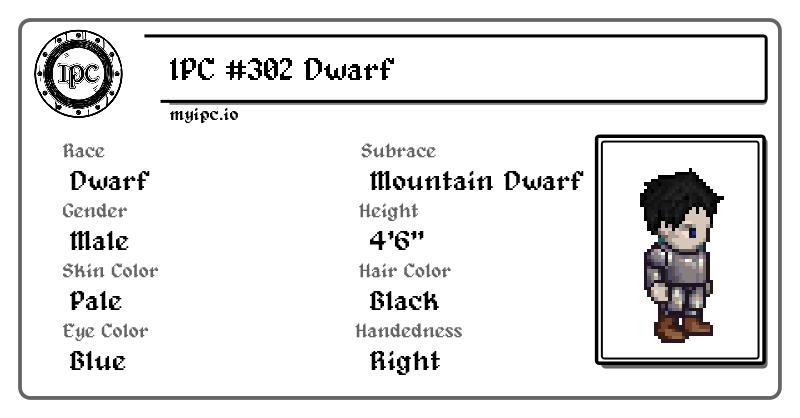 IPC
IPC #302 Dwarf
myipc.io
Race
Dwarf
Subrace
Mountain Dwarf
Gender
Male
Height
4'6"
Skin Color
Pale
Hair Color
Black
Eye Color
Blue
Handedness
Right